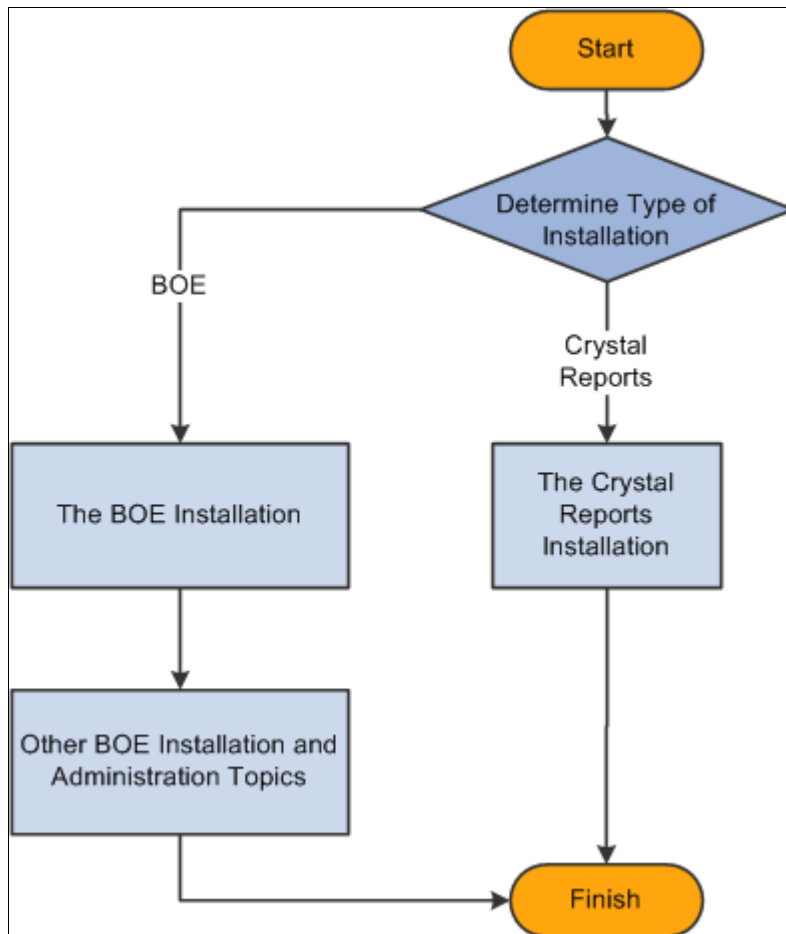 Start
Determine Type of
Installation
BOE
Crystal
Reports
The BOE Installation
The Crystal
Reports
Installation
Other BOE Installation and
Administration Topics
Finish